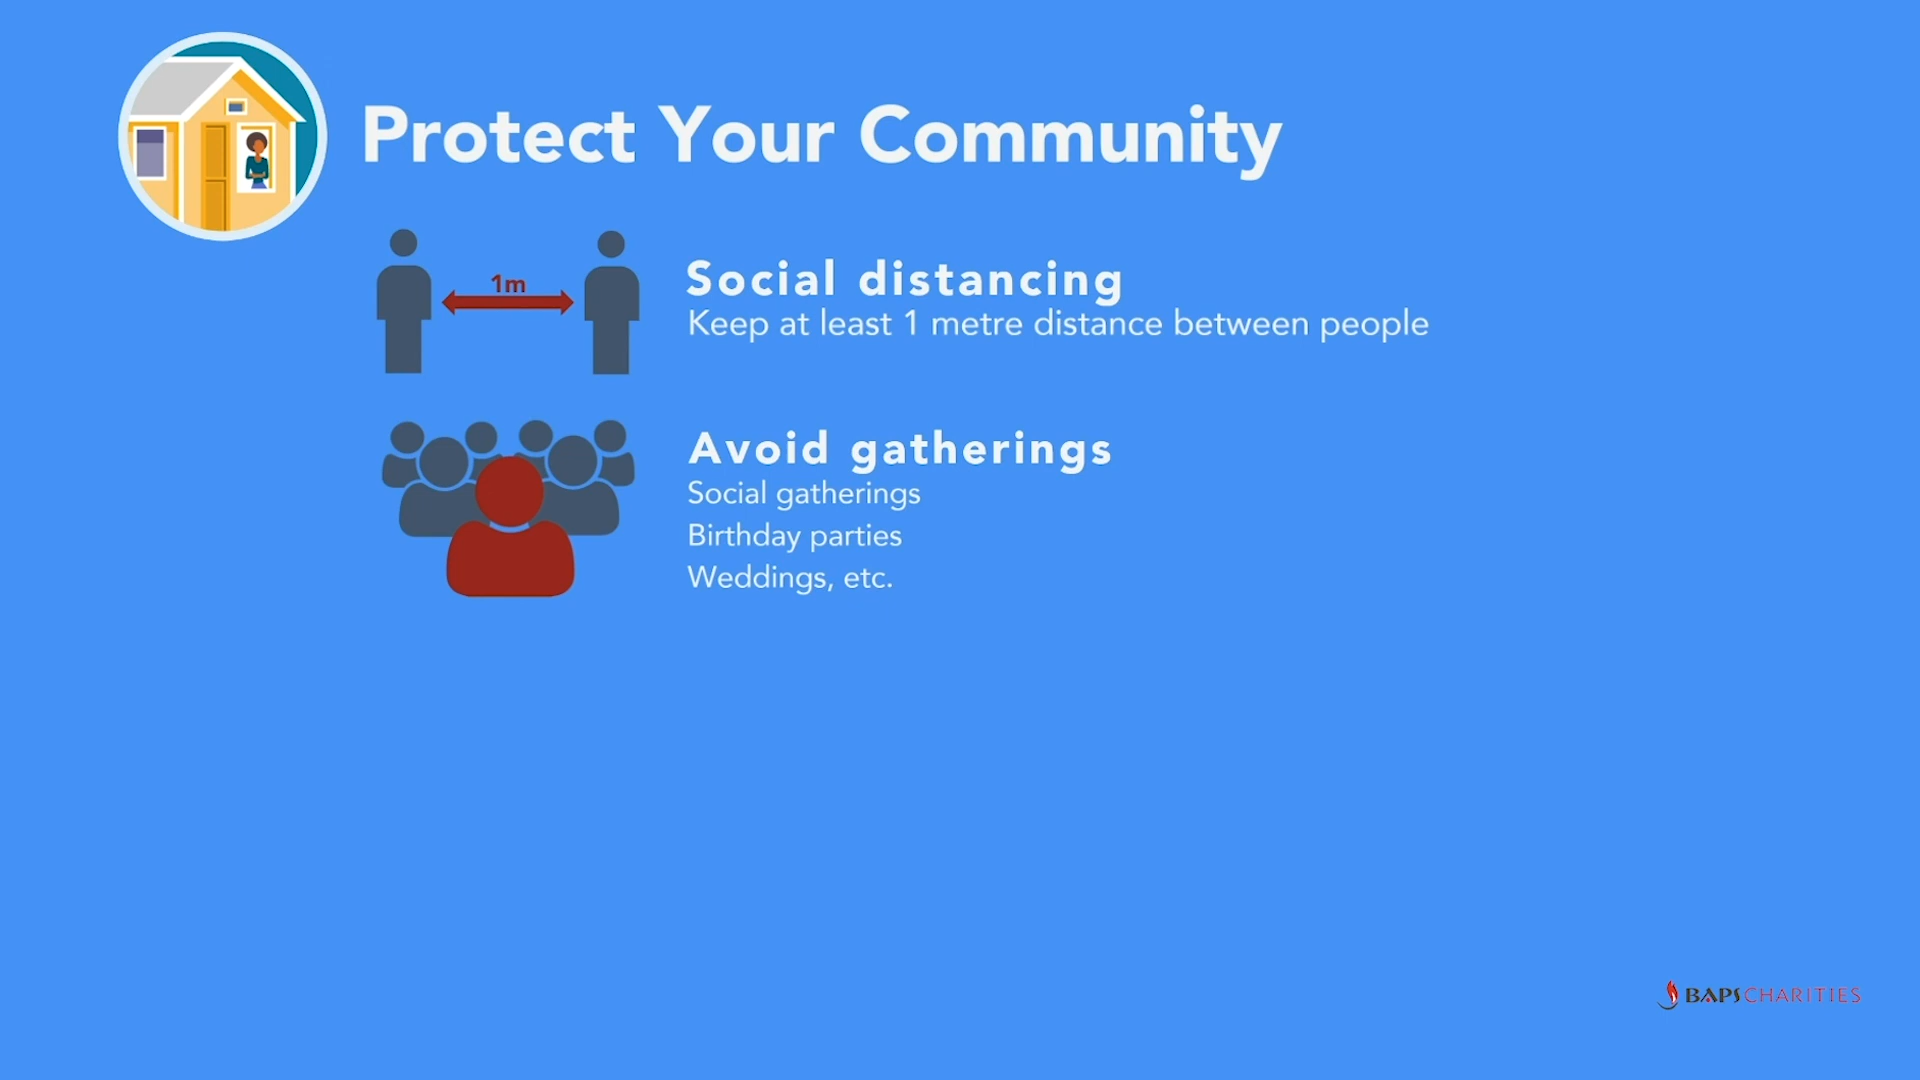 Protect Your Community
1m
Social distancing
Keep at least 1 metre distance between people
Avoid gatherings
Social gatherings
Birthday parties
Weddings, etc.
BAPS CHARITIES